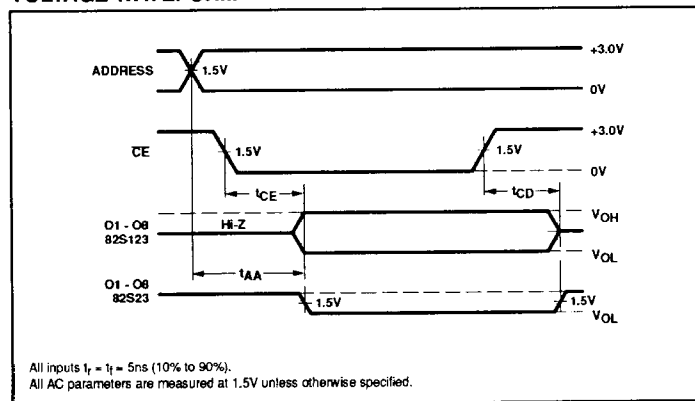 ADDRESS
1.5V
+3.0V
0V
CE
1.5V
1.5V
+3.0V
0V
tCE
tCD
O1 - O8
82S123
Hi-Z
VOH
VOL
tAA
O1 - O8
82S23
1.5V
1.5V
VOL
All inputs tr = tf = 5ns (10% to 90%).
All AC parameters are measured at 1.5V unless otherwise specified.